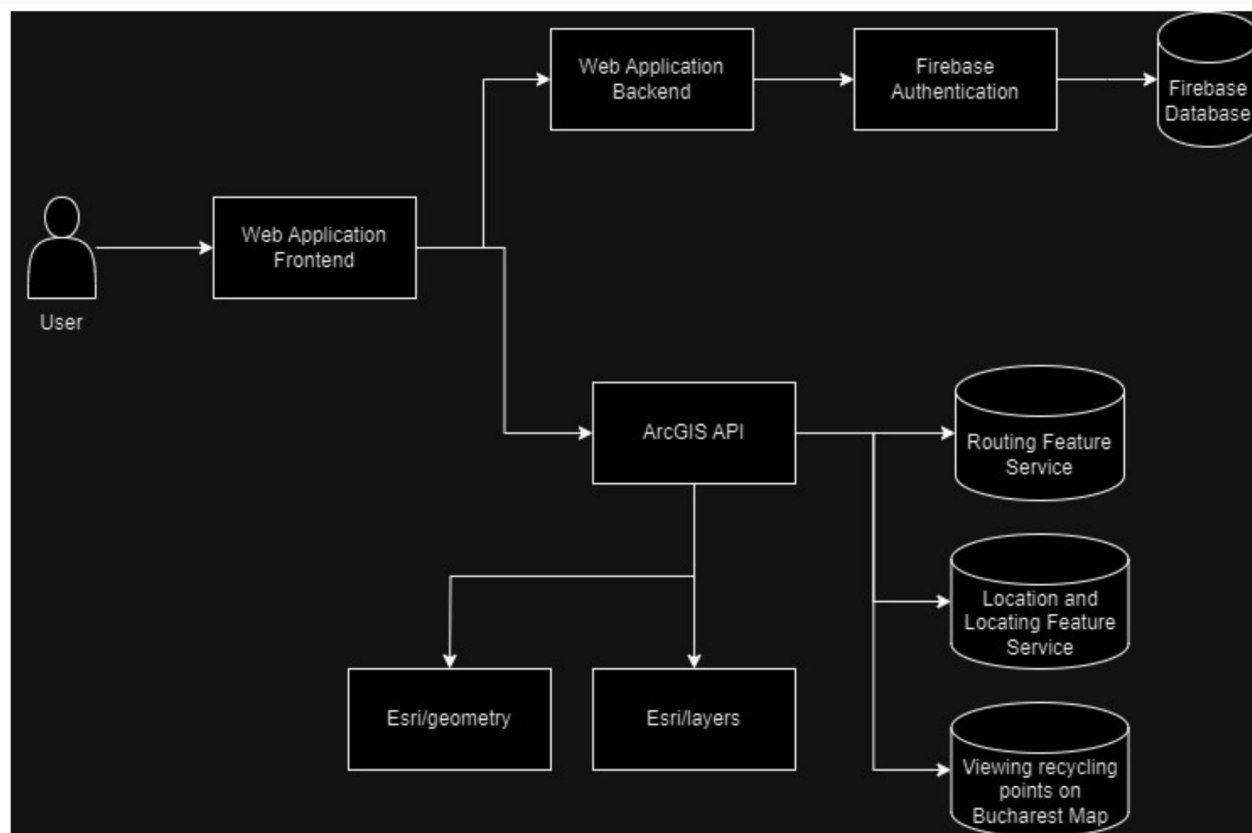 Web Application
Backend
Firebase
Authentication
Firebase
Database
Web Application
Frontend
User
ArcGIS API
Routing Feature
Service
Location and
Locating Feature
Service
Esri/geometry
Esri/layers
Viewing recycling
points on
Bucharest Map